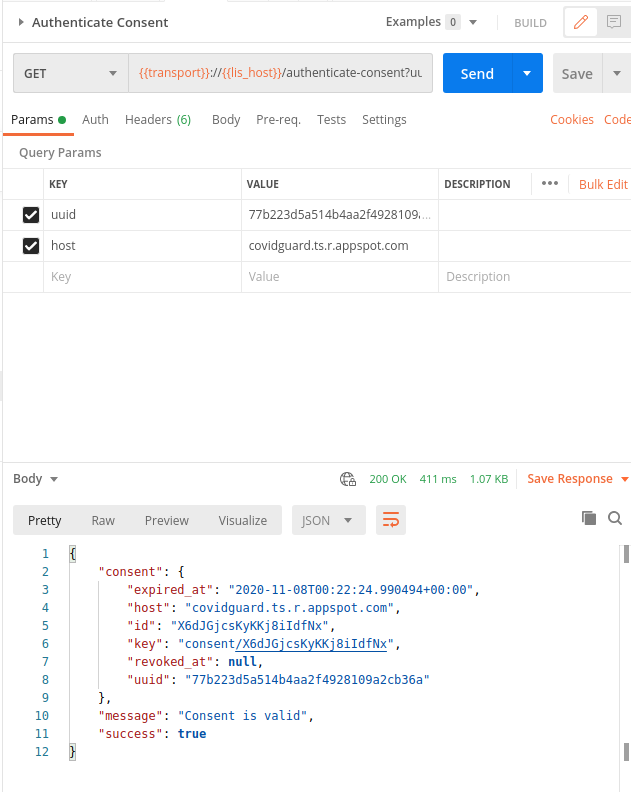 Authenticate Consent
Examples 0
BUILD
GET
{{transport}}://{{lis_host}}/authenticate-consent?uu
Send
Save
Params
Auth
Headers (6)
Body
Pre-req.
Tests
Settings
Cookies
Code
Query Params
KEY
VALUE
DESCRIPTION
•••
Bulk Edit
uuid
77b223d5a514b4aa2f4928109a...
host
covidguard.ts.r.appspot.com
Key
Value
Description
Body
200 OK
411 ms
1.07 KB
Save Response
Pretty
Raw
Preview
Visualize
JSON
1 {
2 "consent": {
3 "expired_at": "2020-11-08T00:22:24.990494+00:00",
4 "host": "covidguard.ts.r.appspot.com",
5 "id": "X6dJGjcsKyKKj8iIdfNx",
6 "key": "consent/X6dJGjcsKyKKj8iIdfNx",
7 "revoked_at": null,
8 "uuid": "77b223d5a514b4aa2f4928109a2cb36a"
9 },
10 "message": "Consent is valid",
11 "success": true
12 }